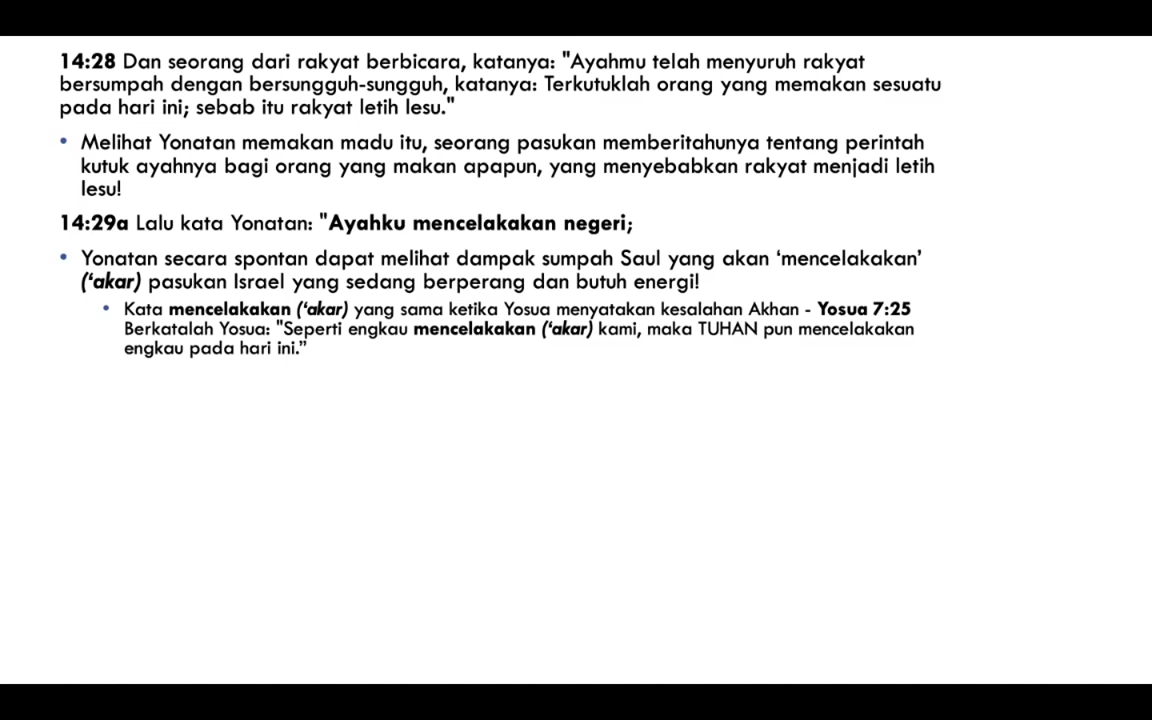 14:28 Dan seorang dari rakyat berbicara, katanya: "Ayahmu telah menyuruh rakyat
bersumpah dengan bersungguh-sungguh, katanya: Terkutuklah orang yang memakan sesuatu
pada hari ini; sebab itu rakyat letih lesu."
• Melihat Yonatan memakan madu itu, seorang pasukan memberitahunya tentang perintah
kutuk ayahnya bagi orang yang makan apapun, yang menyebabkan rakyat menjadi letih
lesu!
14:29a Lalu kata Yonatan: "Ayahku mencelakakan negeri;
• Yonatan secara spontan dapat melihat dampak sumpah Saul yang akan ‘mencelakakan’
(‘akar) pasukan Israel yang sedang berperang dan butuh energi!
• Kata mencelakakan (‘akar) yang sama ketika Yosua menyatakan kesalahan Akhan - Yosua 7:25
Berkatalah Yosua: "Seperti engkau mencelakakan (‘akar) kami, maka TUHAN pun mencelakakan
engkau pada hari ini.”